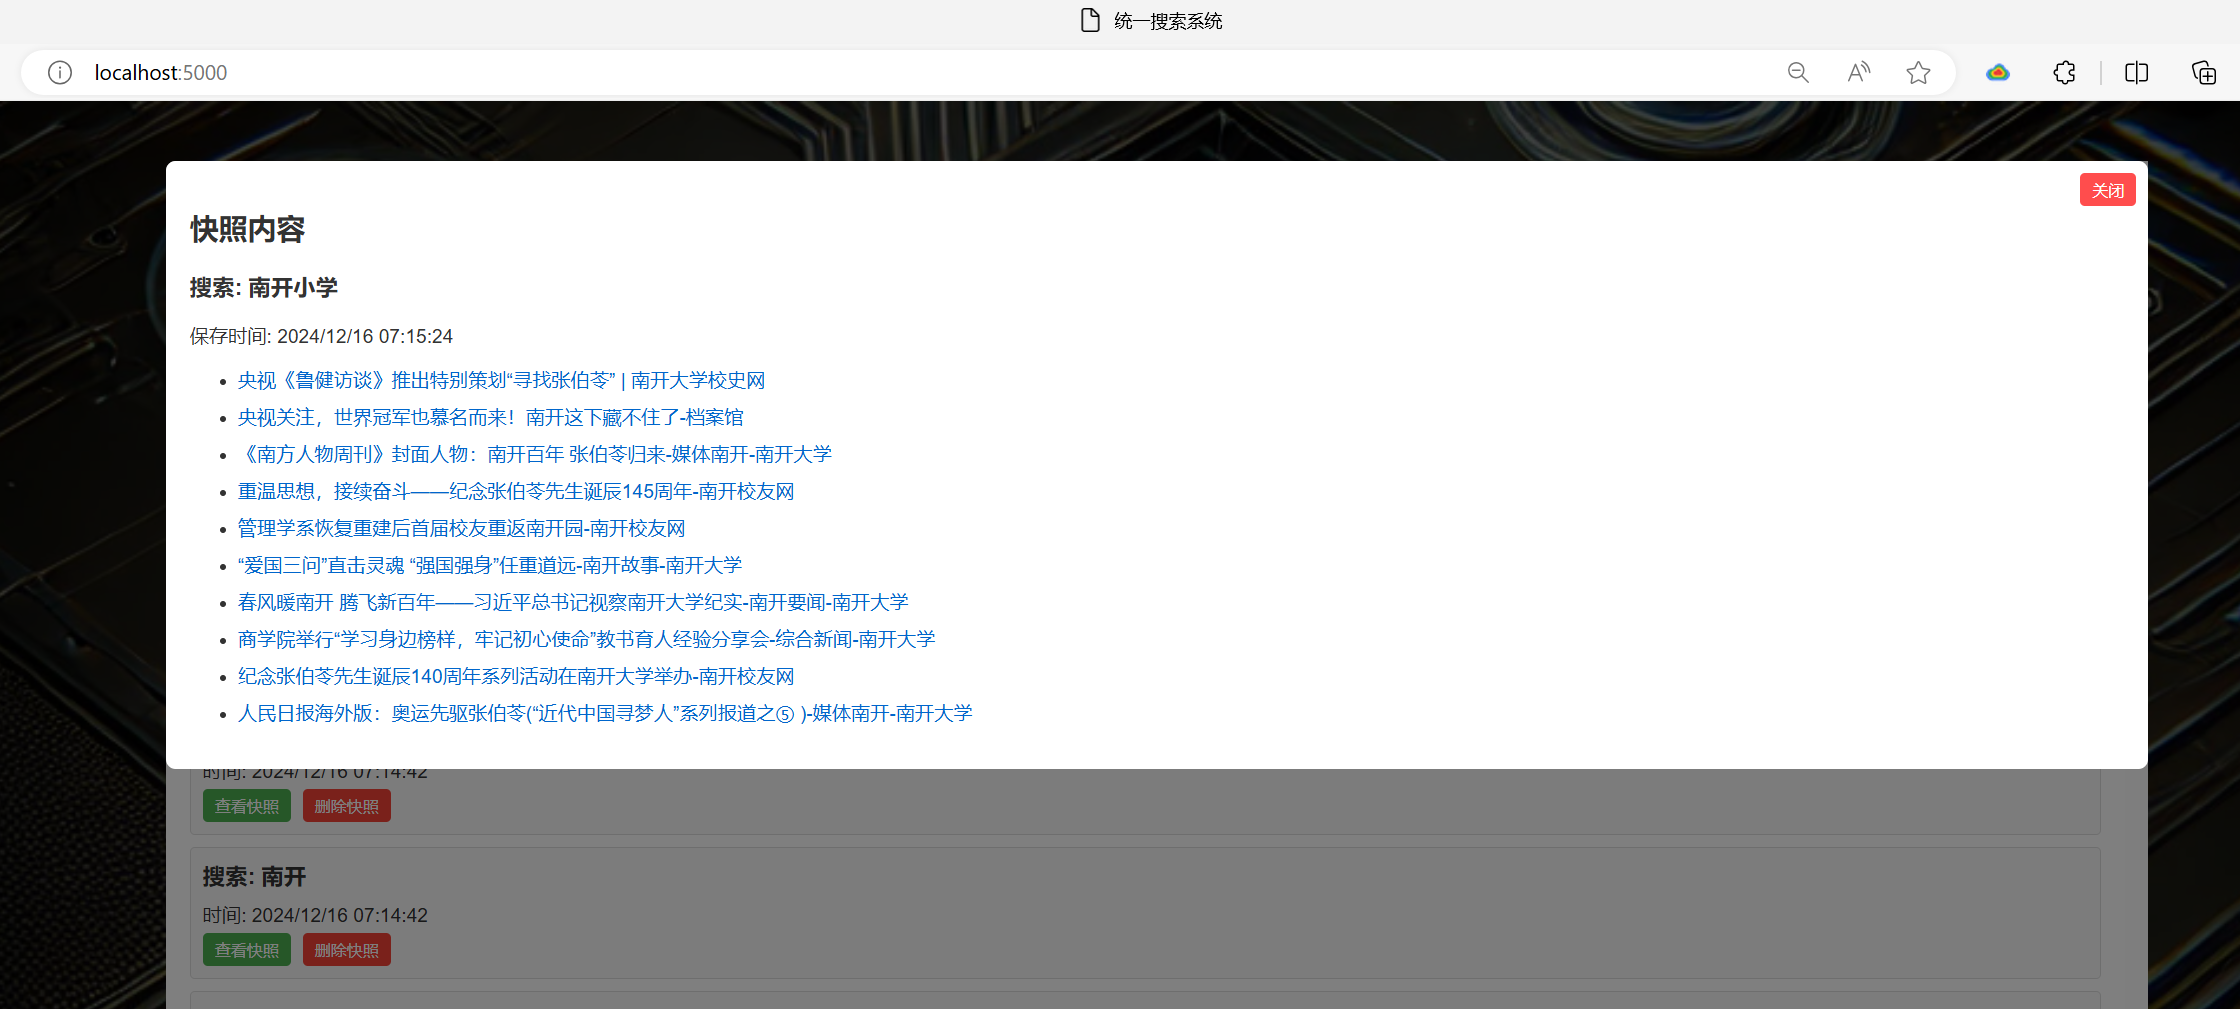 统一搜索系统
localhost:5000
关闭
快照内容
搜索: 南开小学
保存时间: 2024/12/16 07:15:24
央视《鲁健访谈》推出特别策划“寻找张伯苓” | 南开大学校史网
央视关注，世界冠军也慕名而来！南开这下藏不住了-档案馆
《南方人物周刊》封面人物：南开百年 张伯苓归来-媒体南开-南开大学
重温思想，接续奋斗——纪念张伯苓先生诞辰145周年-南开校友网
管理学系恢复重建后首届校友重返南开园-南开校友网
“爱国三问”直击灵魂 “强国强身”任重道远-南开故事-南开大学
春风暖南开 腾飞新百年——习近平总书记视察南开大学纪实-南开要闻-南开大学
商学院举行“学习身边榜样，牢记初心使命”教书育人经验分享会-综合新闻-南开大学
纪念张伯苓先生诞辰140周年系列活动在南开大学举办-南开校友网
人民日报海外版：奥运先驱张伯苓(“近代中国寻梦人”系列报道之⑤ )-媒体南开-南开大学
时间: 2024/12/16 07:14:42
查看快照 删除快照
搜索: 南开
时间: 2024/12/16 07:14:42
查看快照 删除快照